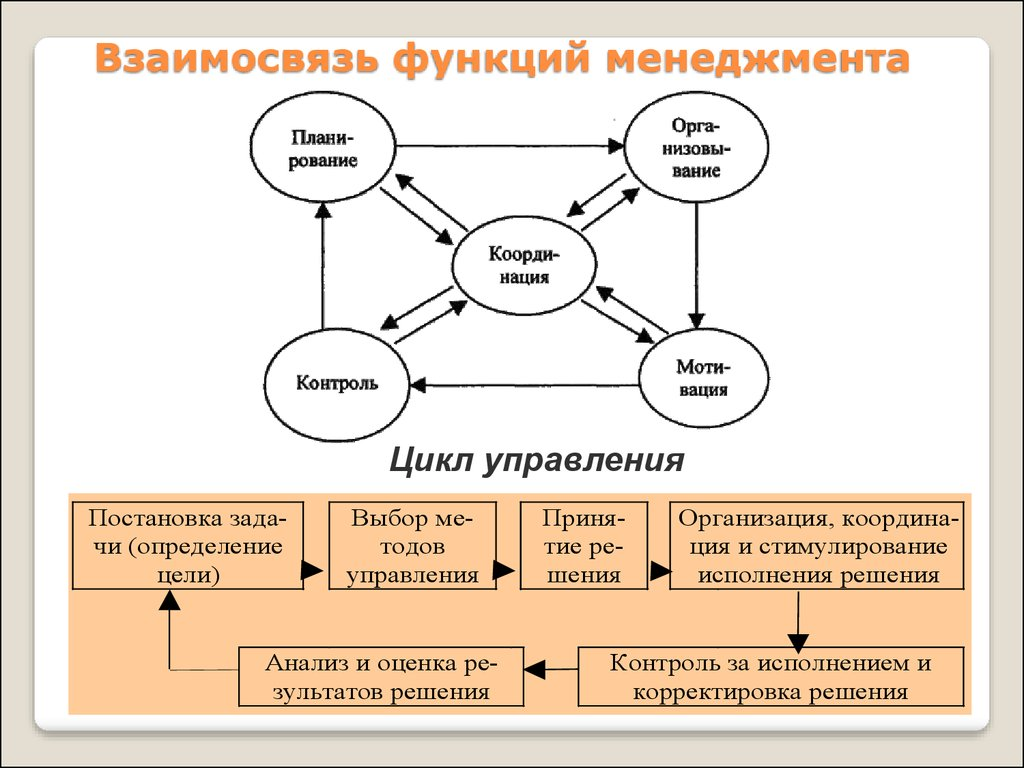 Взаимосвязь функций менеджмента
Плани-
рование
Орга-
низовы-
вание
Коорди-
нация
Контроль
Моти-
вация
Цикл управления
Постановка зада-
чи (определение
цели)
Выбор ме-
тодов
управления
Приня-
тие ре-
шения
Организация, координа-
ция и стимулирование
исполнения решения
Анализ и оценка ре-
зультатов решения
Контроль за исполнением и
корректировка решения